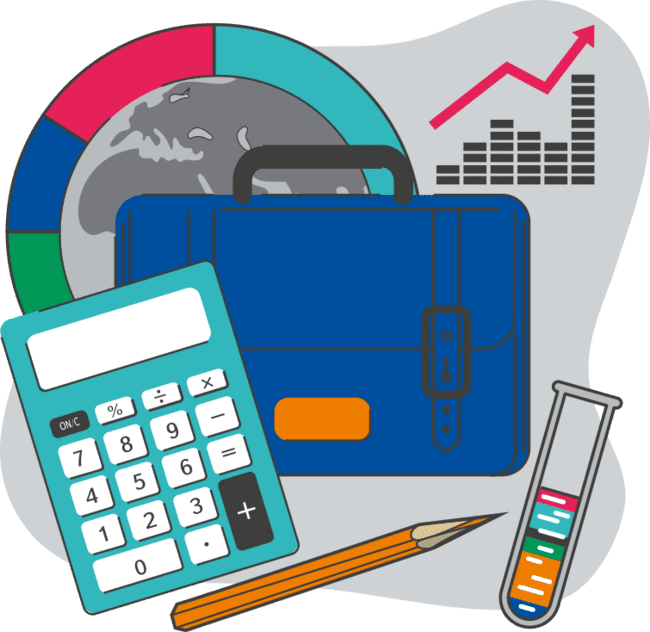 ON/C % ÷ ×
7 8 9 −
4 5 6 =
1 2 3 +
0 ·